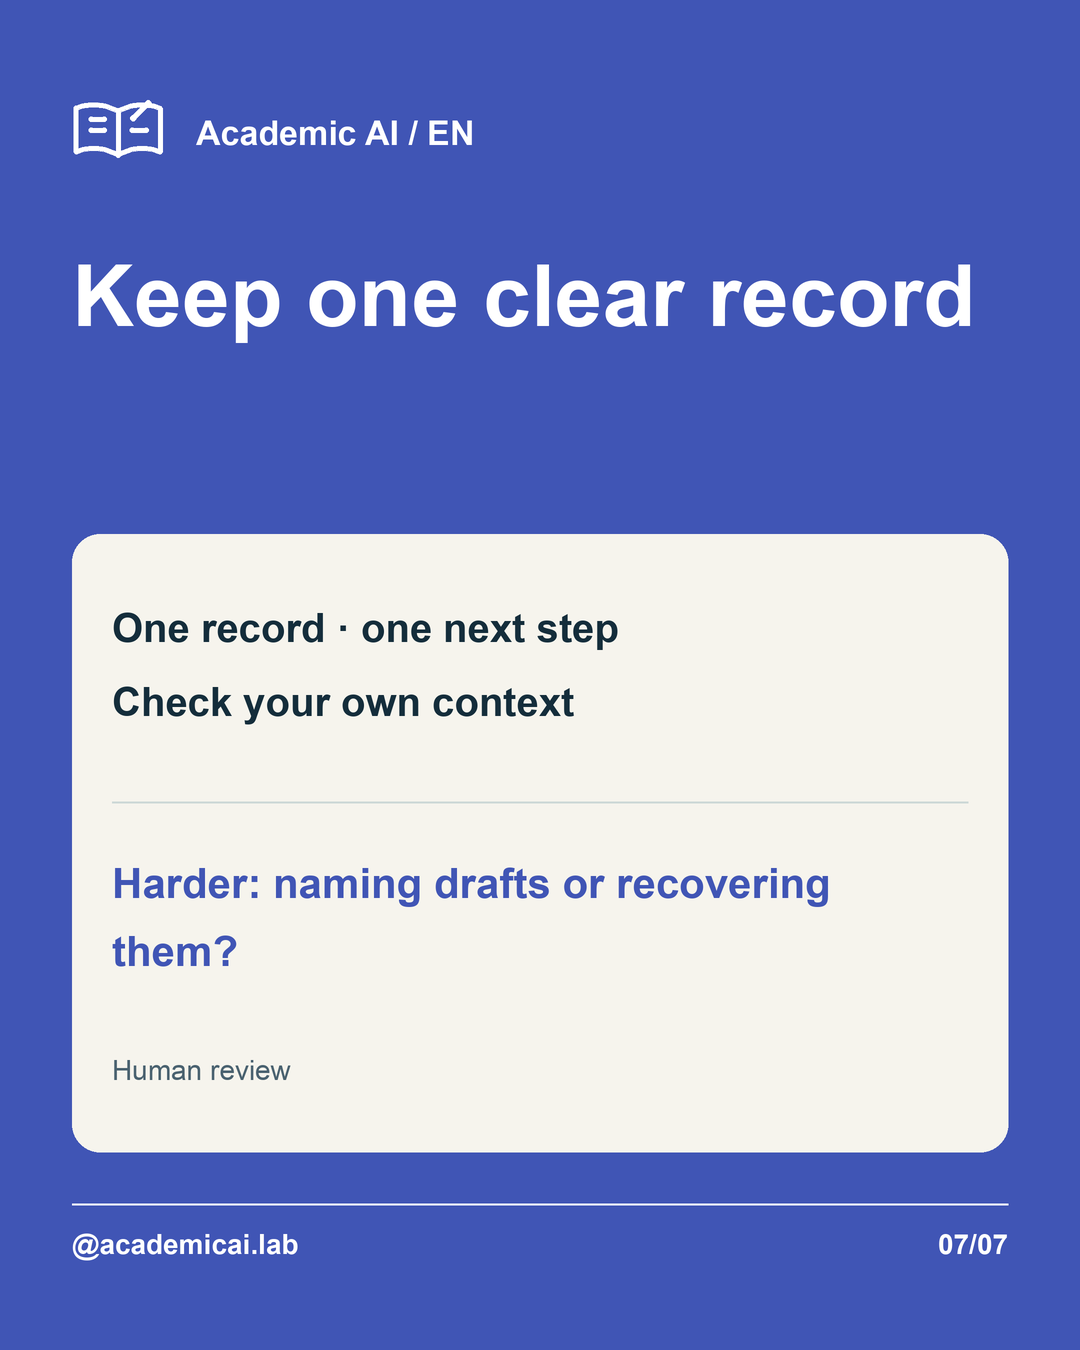 Academic AI / EN
Keep one clear record
One record · one next step
Check your own context
Harder: naming drafts or recovering
them?
Human review
@academicai.lab
07/07